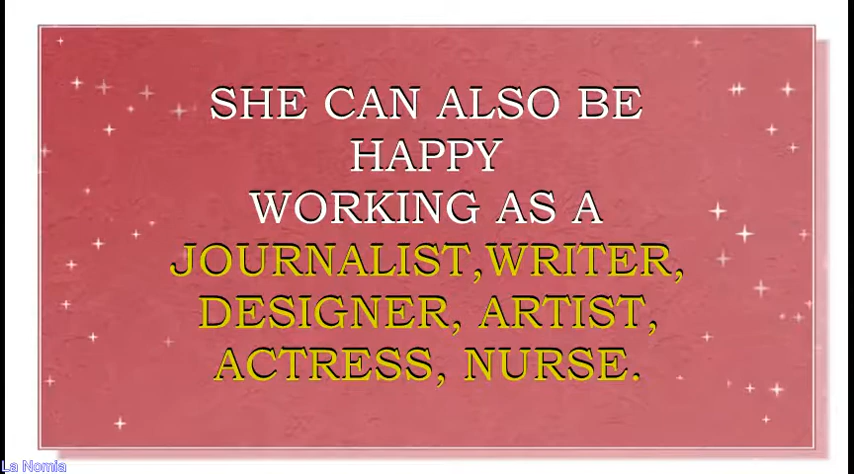 SHE CAN ALSO BE
HAPPY
WORKING AS A
JOURNALIST,WRITER,
DESIGNER, ARTIST,
ACTRESS, NURSE.
La Nomia